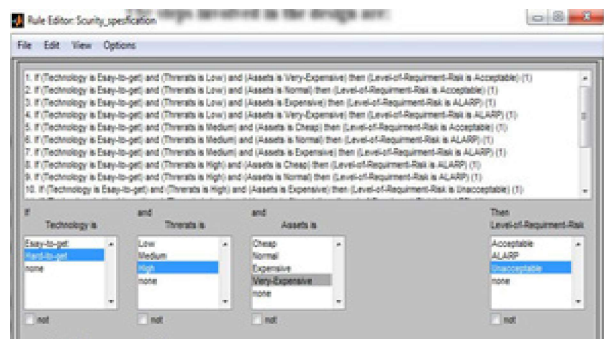 The steps involved in the design are:
Rule Editor: Scurity_spesfication
File Edit View Options
1. If (Technology is Esay-to-get) and (Threrats is Low) and (Assets is Very-Expensive) then (Level-of-Requirment-Risk is Acceptable) (1)
2. If (Technology is Esay-to-get) and (Threrats is Low) and (Assets is Normal) then (Level-of-Requirment-Risk is Acceptable) (1)
3. If (Technology is Esay-to-get) and (Threrats is Low) and (Assets is Expensive) then (Level-of-Requirment-Risk is ALARP) (1)
4. If (Technology is Esay-to-get) and (Threrats is Low) and (Assets is Very-Expensive) then (Level-of-Requirment-Risk is ALARP) (1)
5. If (Technology is Esay-to-get) and (Threrats is Medium) and (Assets is Cheap) then (Level-of-Requirment-Risk is Acceptable) (1)
6. If (Technology is Esay-to-get) and (Threrats is Medium) and (Assets is Normal) then (Level-of-Requirment-Risk is ALARP) (1)
7. If (Technology is Esay-to-get) and (Threrats is Medium) and (Assets is Expensive) then (Level-of-Requirment-Risk is ALARP) (1)
8. If (Technology is Esay-to-get) and (Threrats is High) and (Assets is Cheap) then (Level-of-Requirment-Risk is ALARP) (1)
9. If (Technology is Esay-to-get) and (Threrats is High) and (Assets is Normal) then (Level-of-Requirment-Risk is ALARP) (1)
10. If (Technology is Esay-to-get) and (Threrats is High) and (Assets is Expensive) then (Level-of-Requirment-Risk is Unacceptable) (1)
If and and Then
Technology is Threrats is Assets is Level-of-Requirment-Risk
Esay-to-get Low Cheap Acceptable
Hard-to-get Medium Normal ALARP
none High Expensive Unacceptable
none Very-Expensive none
none
not not not not